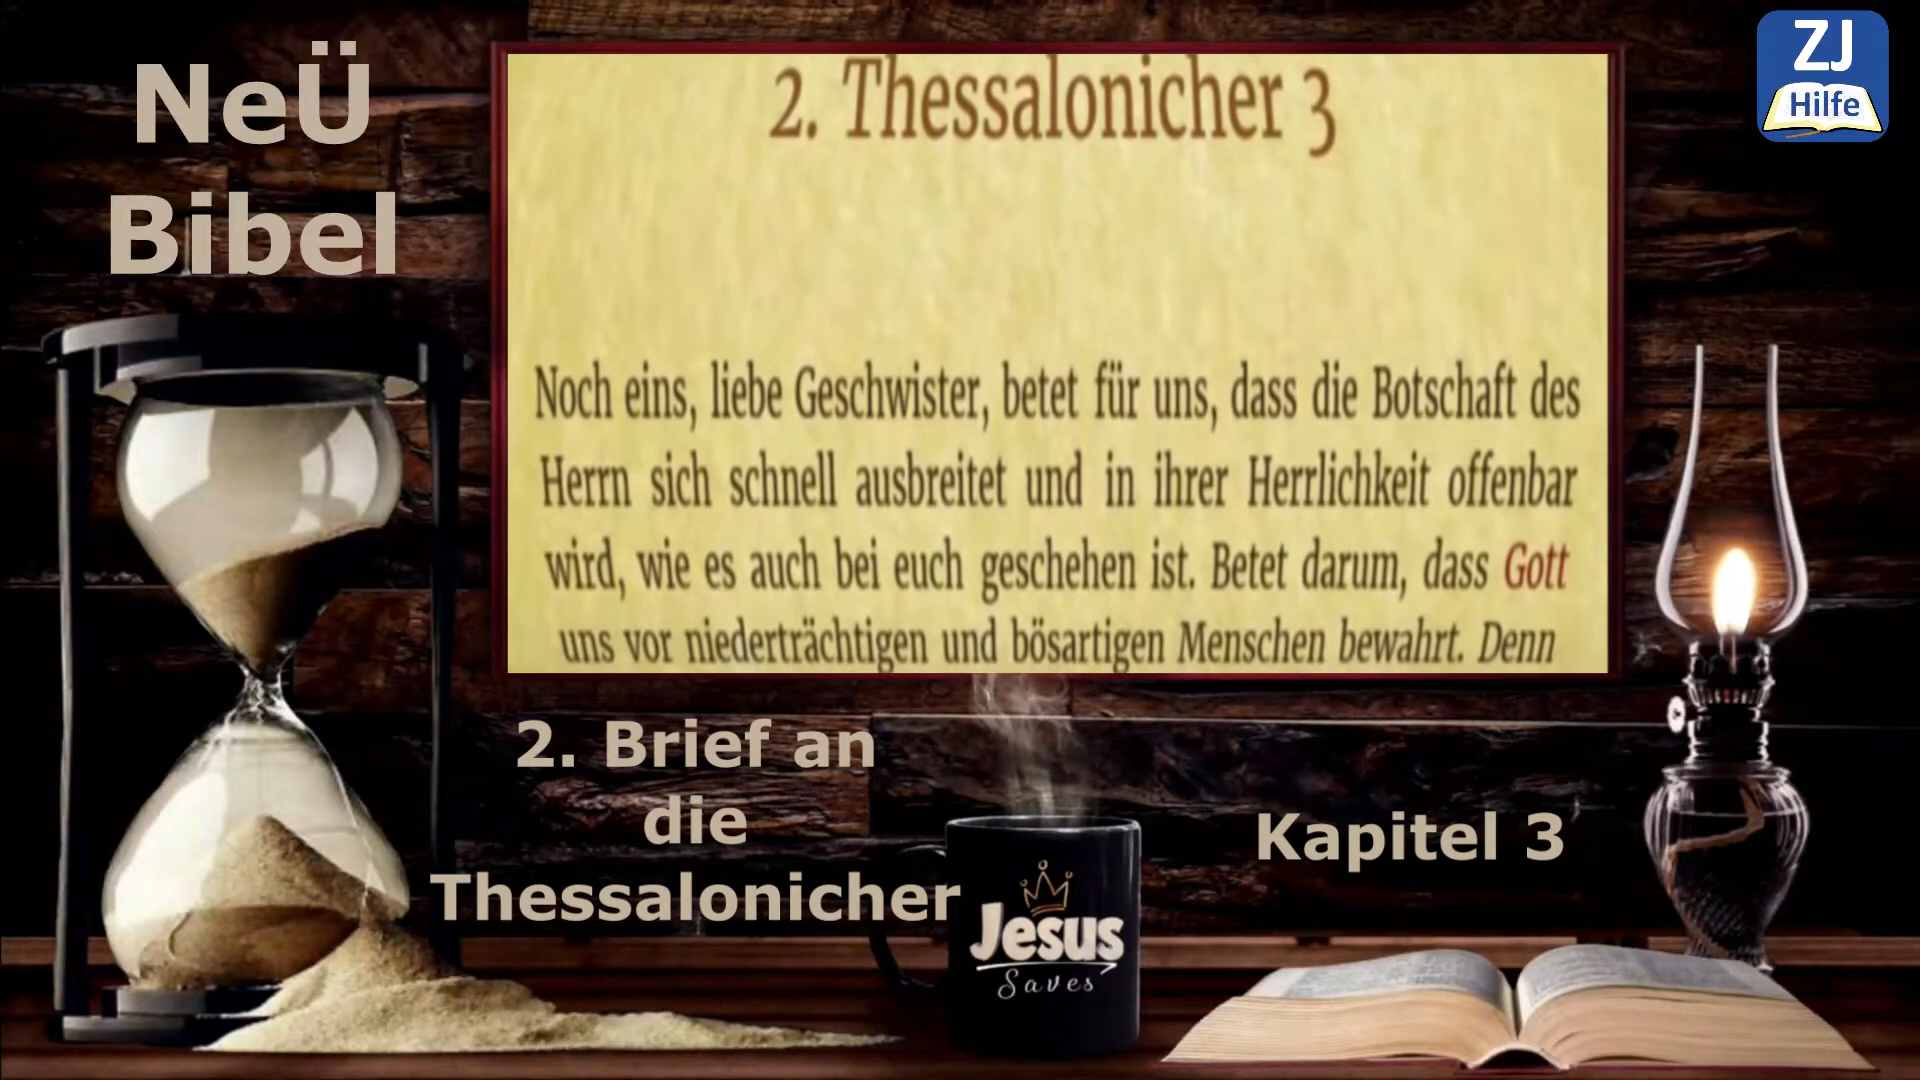 NeÜ
Bibel
ZJ
Hilfe
2. Thessalonicher 3
Noch eins, liebe Geschwister, betet für uns, dass die Botschaft des
Herrn sich schnell ausbreitet und in ihrer Herrlichkeit offenbar
wird, wie es auch bei euch geschehen ist. Betet darum, dass Gott
uns vor niederträchtigen und bösartigen Menschen bewahrt. Denn
2. Brief an
die
Thessalonicher
Kapitel 3
Jesus
Saves